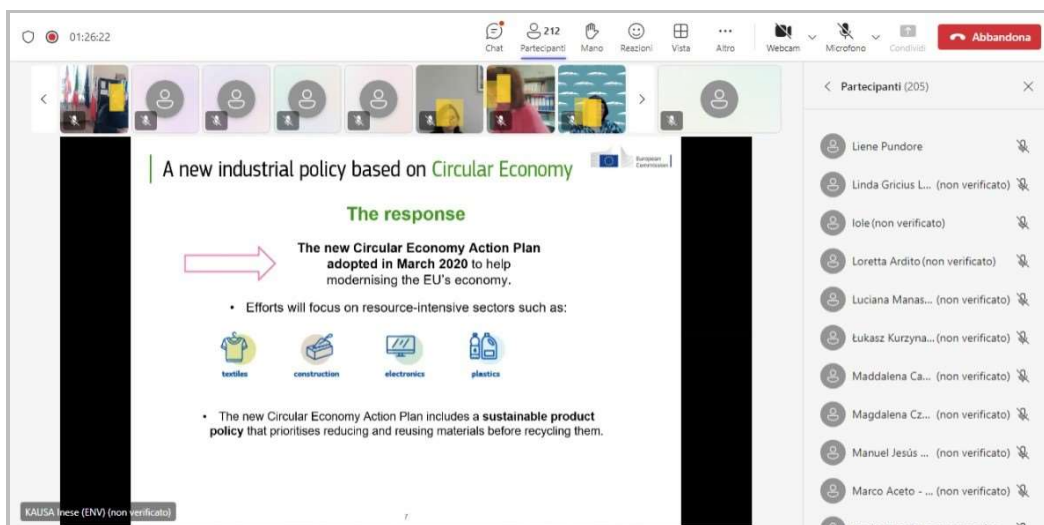 01:26:22
Chat
212
Partecipanti
Mano
Reazioni
Vista
Altro
Webcam
Microfono
Condividi
Abbandona
A new industrial policy based on Circular Economy
European
Commission
The response
The new Circular Economy Action Plan
adopted in March 2020 to help
modernising the EU's economy.
• Efforts will focus on resource-intensive sectors such as:
textiles
construction
electronics
plastics
• The new Circular Economy Action Plan includes a sustainable product
policy that prioritises reducing and reusing materials before recycling them.
7
KAUSA Inese (ENV) (non verificato)
Partecipanti (205)
Liene Pundore
Linda Gricius L... (non verificato)
Iole (non verificato)
Loretta Ardito (non verificato)
Luciana Manas... (non verificato)
Łukasz Kurzyna... (non verificato)
Maddalena Ca... (non verificato)
Magdalena Cz... (non verificato)
Manuel Jesús ... (non verificato)
Marco Aceto - ... (non verificato)